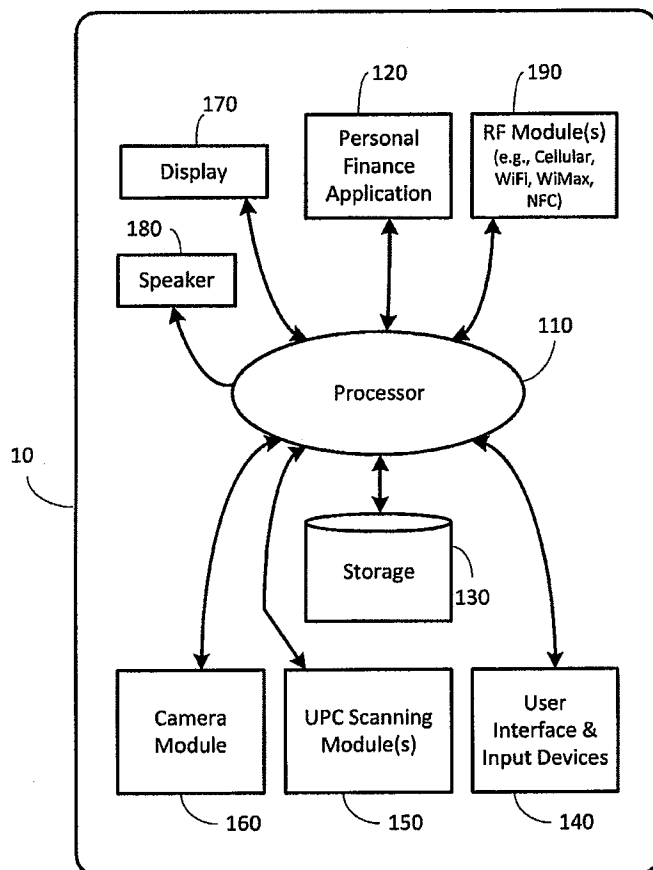 120
190
170
Personal
Finance
Application
RF Module(s)
(e.g., Cellular,
WiFi, WiMax,
NFC)
Display
180
Speaker
110
Processor
10
Storage
130
Camera
Module
UPC Scanning
Module(s)
User
Interface &
Input Devices
160
150
140